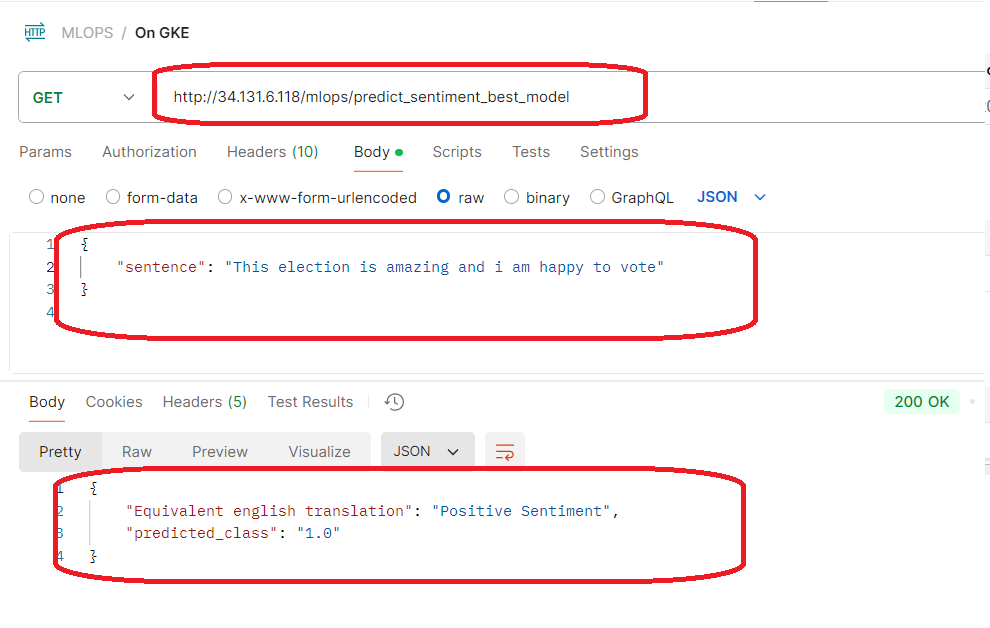 HTTP MLOPS / On GKE
GET http://34.131.6.118/mlops/predict_sentiment_best_model
Params Authorization Headers (10) Body Scripts Tests Settings
none form-data x-www-form-urlencoded raw binary GraphQL JSON
1 {
2 "sentence": "This election is amazing and i am happy to vote"
3 }
4
Body Cookies Headers (5) Test Results 200 OK
Pretty Raw Preview Visualize JSON
1 {
2 "Equivalent english translation": "Positive Sentiment",
3 "predicted_class": "1.0"
4 }